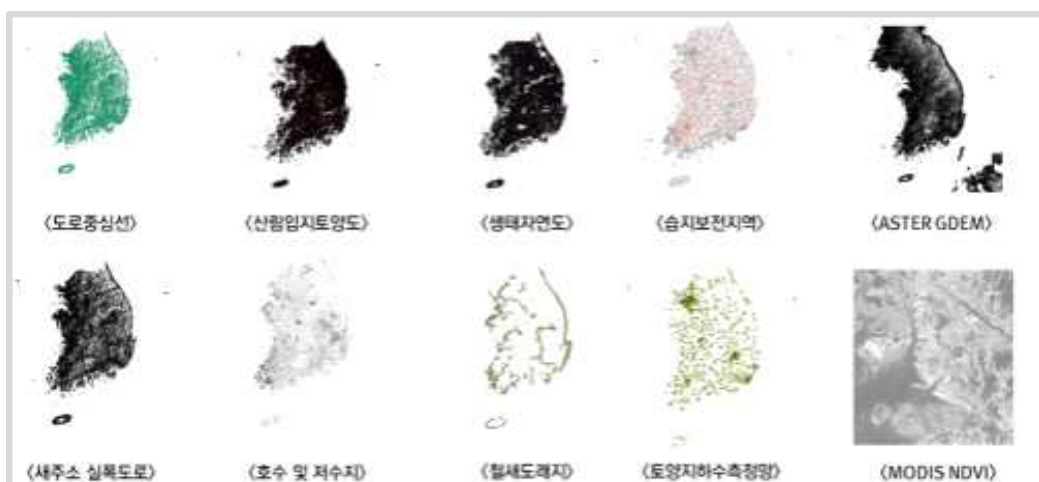 <도로중심선>
<산림입지토양도>
<생태자연도>
<습지보전지역>
<ASTER GDEM>
<새주소 실폭도로>
<호수 및 저수지>
<철새도래지>
<토양지하수측정망>
<MODIS NDVI>